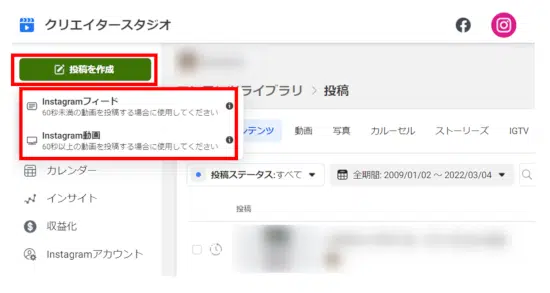 クリエイタースタジオ
投稿を作成
Instagramフィード
60秒未満の動画を投稿する場合に使用してください
Instagram動画
60秒以上の動画を投稿する場合に使用してください
カレンダー
インサイト
収益化
Instagramアカウント
ライブラリ > 投稿
テンツ 動画 写真 カルーセル ストーリーズ IGTV
投稿ステータス:すべて 全期間: 2009/01/02 ~ 2022/03/04
投稿